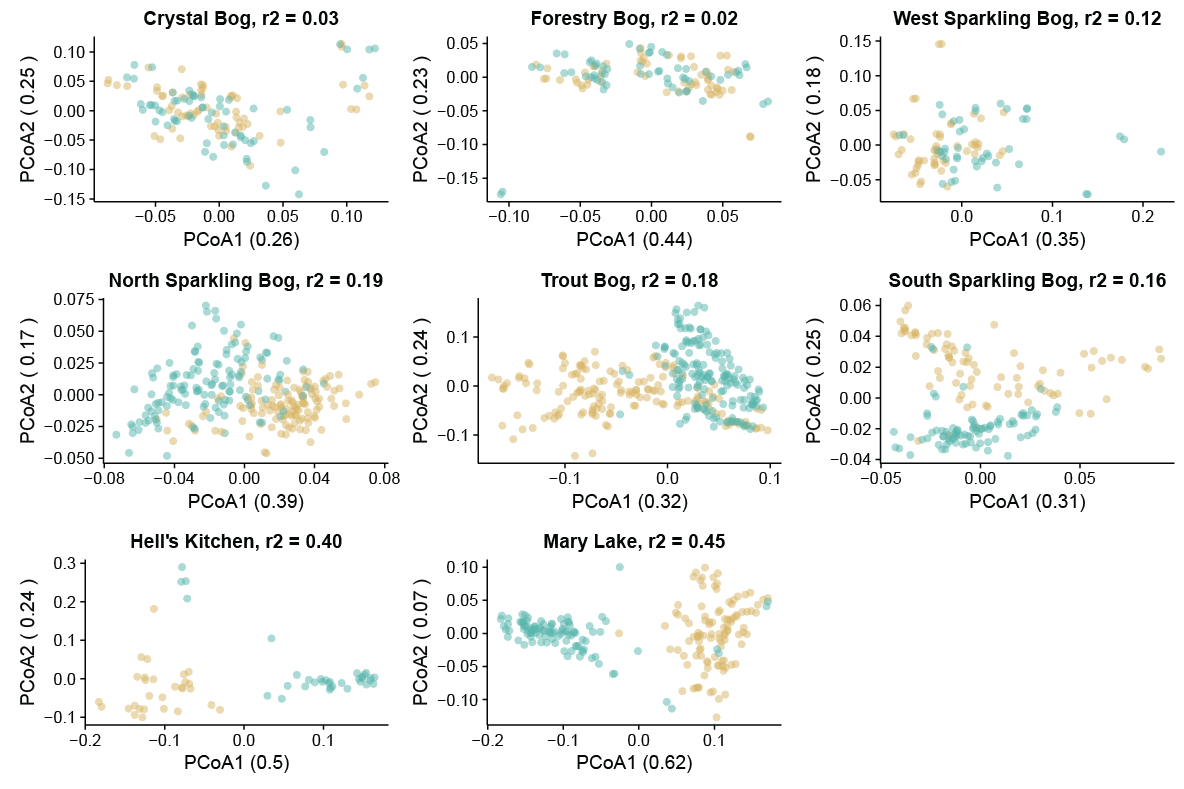 Crystal Bog, r2 = 0.03
PCoA2 ( 0.25 )
0.10
0.05
0.00
−0.05
−0.10
−0.15
−0.05 0.00 0.05 0.10
PCoA1 (0.26)
Forestry Bog, r2 = 0.02
PCoA2 ( 0.23 )
0.05
0.00
−0.05
−0.10
−0.15
−0.10 −0.05 0.00 0.05
PCoA1 (0.44)
West Sparkling Bog, r2 = 0.12
PCoA2 ( 0.18 )
0.15
0.10
0.05
0.00
−0.05
0.0 0.1 0.2
PCoA1 (0.35)
North Sparkling Bog, r2 = 0.19
PCoA2 ( 0.17 )
0.075
0.050
0.025
0.000
−0.025
−0.050
−0.08 −0.04 0.00 0.04 0.08
PCoA1 (0.39)
Trout Bog, r2 = 0.18
PCoA2 ( 0.24 )
0.1
0.0
−0.1
−0.1 0.0 0.1
PCoA1 (0.32)
South Sparkling Bog, r2 = 0.16
PCoA2 ( 0.25 )
0.06
0.04
0.02
0.00
−0.02
−0.04
−0.05 0.00 0.05
PCoA1 (0.31)
Hell's Kitchen, r2 = 0.40
PCoA2 ( 0.24 )
0.3
0.2
0.1
0.0
−0.1
−0.2 −0.1 0.0 0.1
PCoA1 (0.5)
Mary Lake, r2 = 0.45
PCoA2 ( 0.07 )
0.10
0.05
0.00
−0.05
−0.10
−0.2 −0.1 0.0 0.1
PCoA1 (0.62)